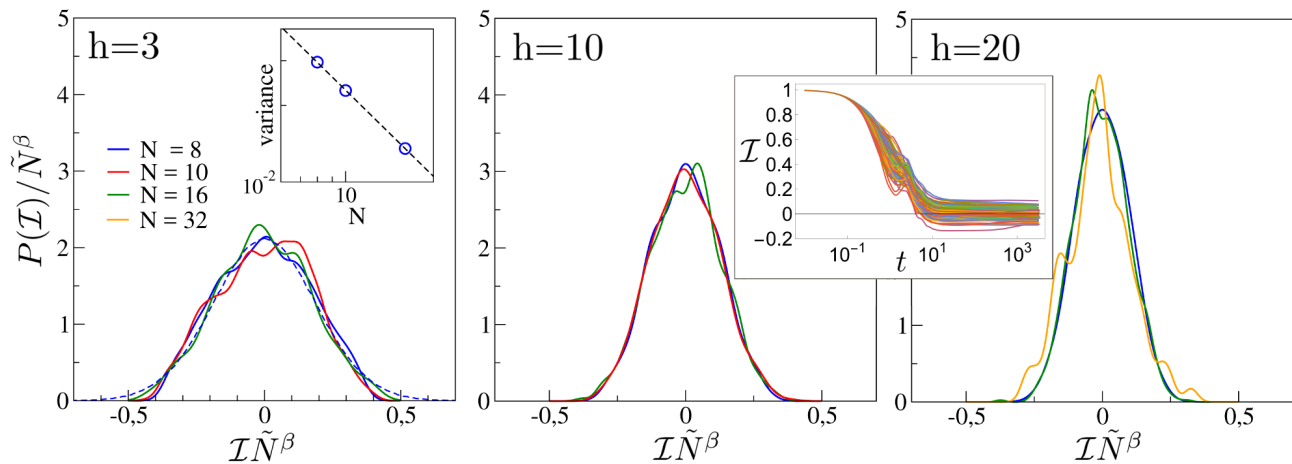 h=3
5
4
3
2
1
0
P(𝓘)/Ñ^β
N = 8
N = 10
N = 16
N = 32
variance
10^-2
10
N
-0,5
0
0,5
𝓘Ñ^β
h=10
5
4
3
2
1
0
-0,5
0
0,5
𝓘Ñ^β
1
0.8
0.6
0.4
0.2
0
-0.2
𝓘
10^-1
t
10^1
10^3
h=20
5
4
1
0
-0,5
0
0,5
𝓘Ñ^β